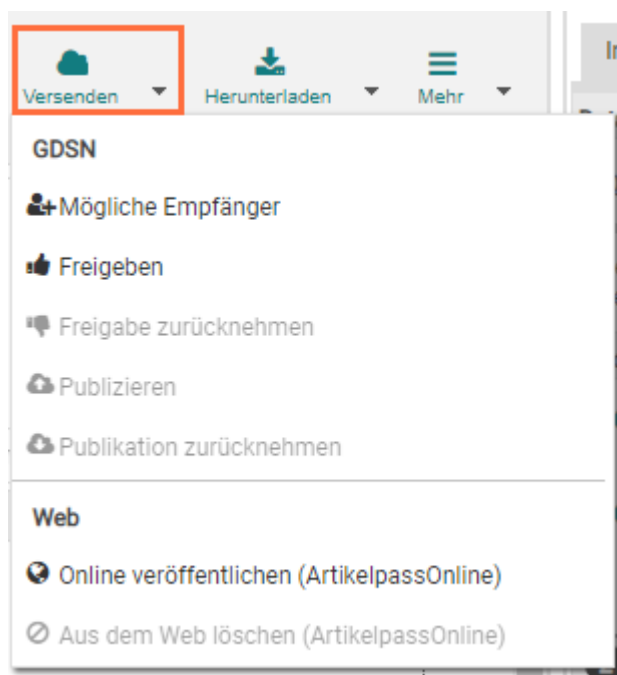 Versenden
Herunterladen
Mehr
GDSN
Mögliche Empfänger
Freigeben
Freigabe zurücknehmen
Publizieren
Publikation zurücknehmen
Web
Online veröffentlichen (ArtikelpassOnline)
Aus dem Web löschen (ArtikelpassOnline)